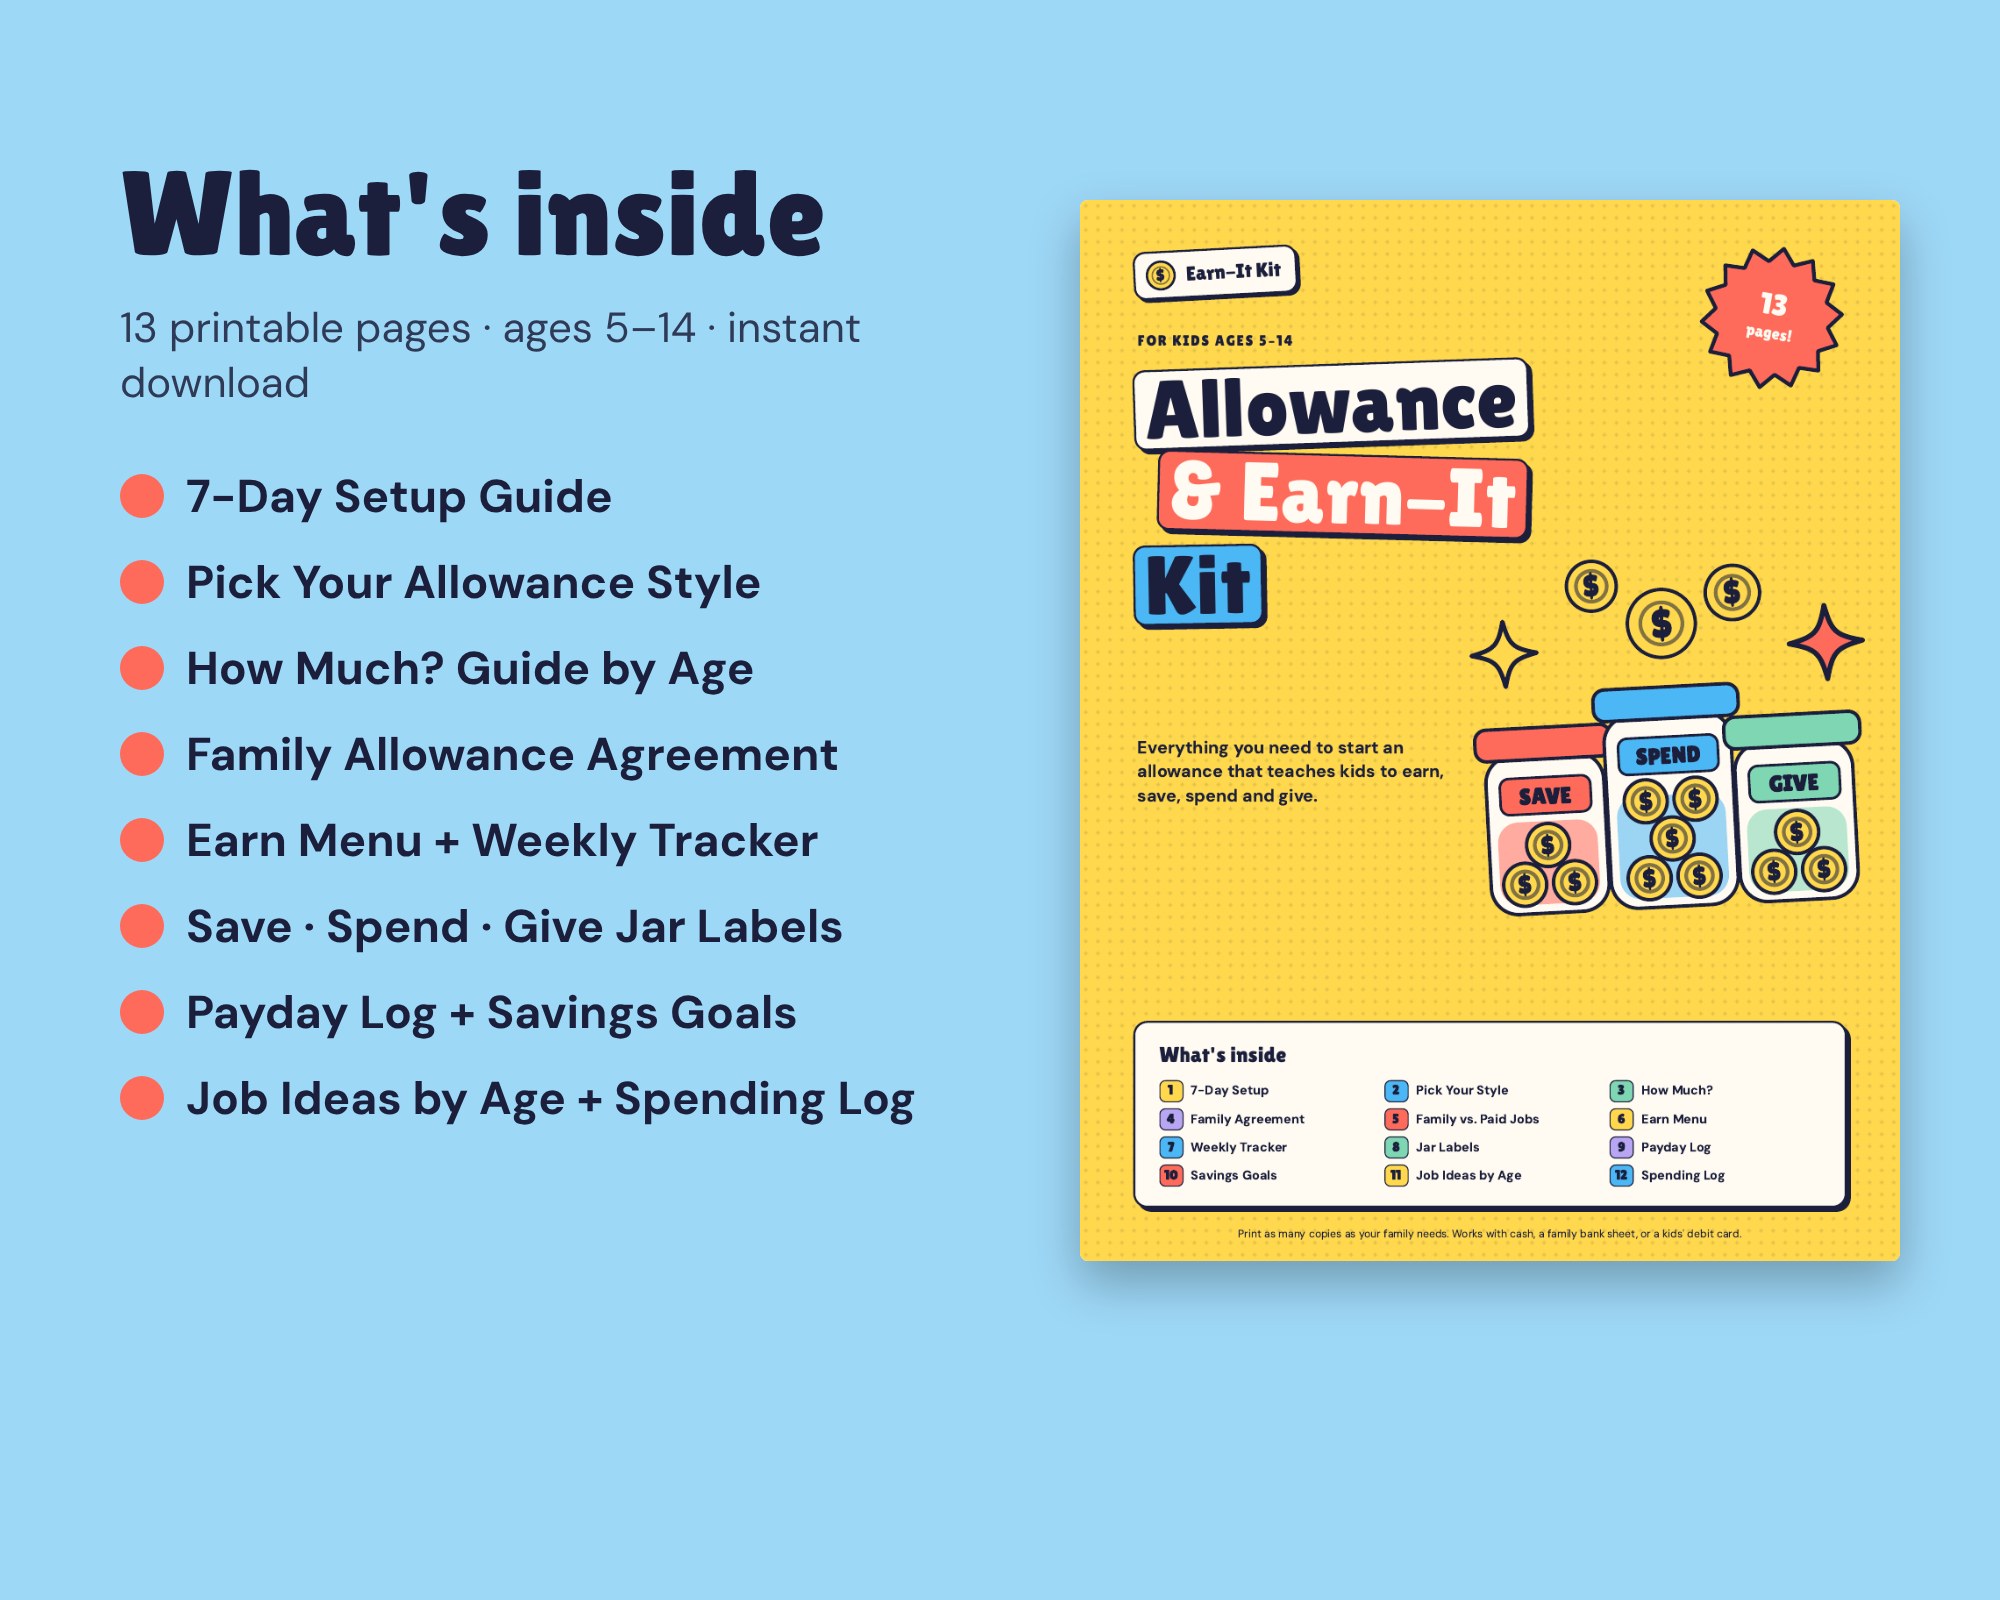 What's inside
13 printable pages · ages 5–14 · instant
download
7-Day Setup Guide
Pick Your Allowance Style
How Much? Guide by Age
Family Allowance Agreement
Earn Menu + Weekly Tracker
Save · Spend · Give Jar Labels
Payday Log + Savings Goals
Job Ideas by Age + Spending Log
$ Earn-It Kit
13
pages!
FOR KIDS AGES 5-14
Allowance
& Earn-It
Kit
$ $ $
Everything you need to start an
allowance that teaches kids to earn,
save, spend and give.
SAVE
$
$ $
SPEND
$ $
$
$ $
GIVE
$
$ $
What's inside
1 7-Day Setup
2 Pick Your Style
3 How Much?
4 Family Agreement
5 Family vs. Paid Jobs
6 Earn Menu
7 Weekly Tracker
8 Jar Labels
9 Payday Log
10 Savings Goals
11 Job Ideas by Age
12 Spending Log
Print as many copies as your family needs. Works with cash, a family bank sheet, or a kids' debit card.